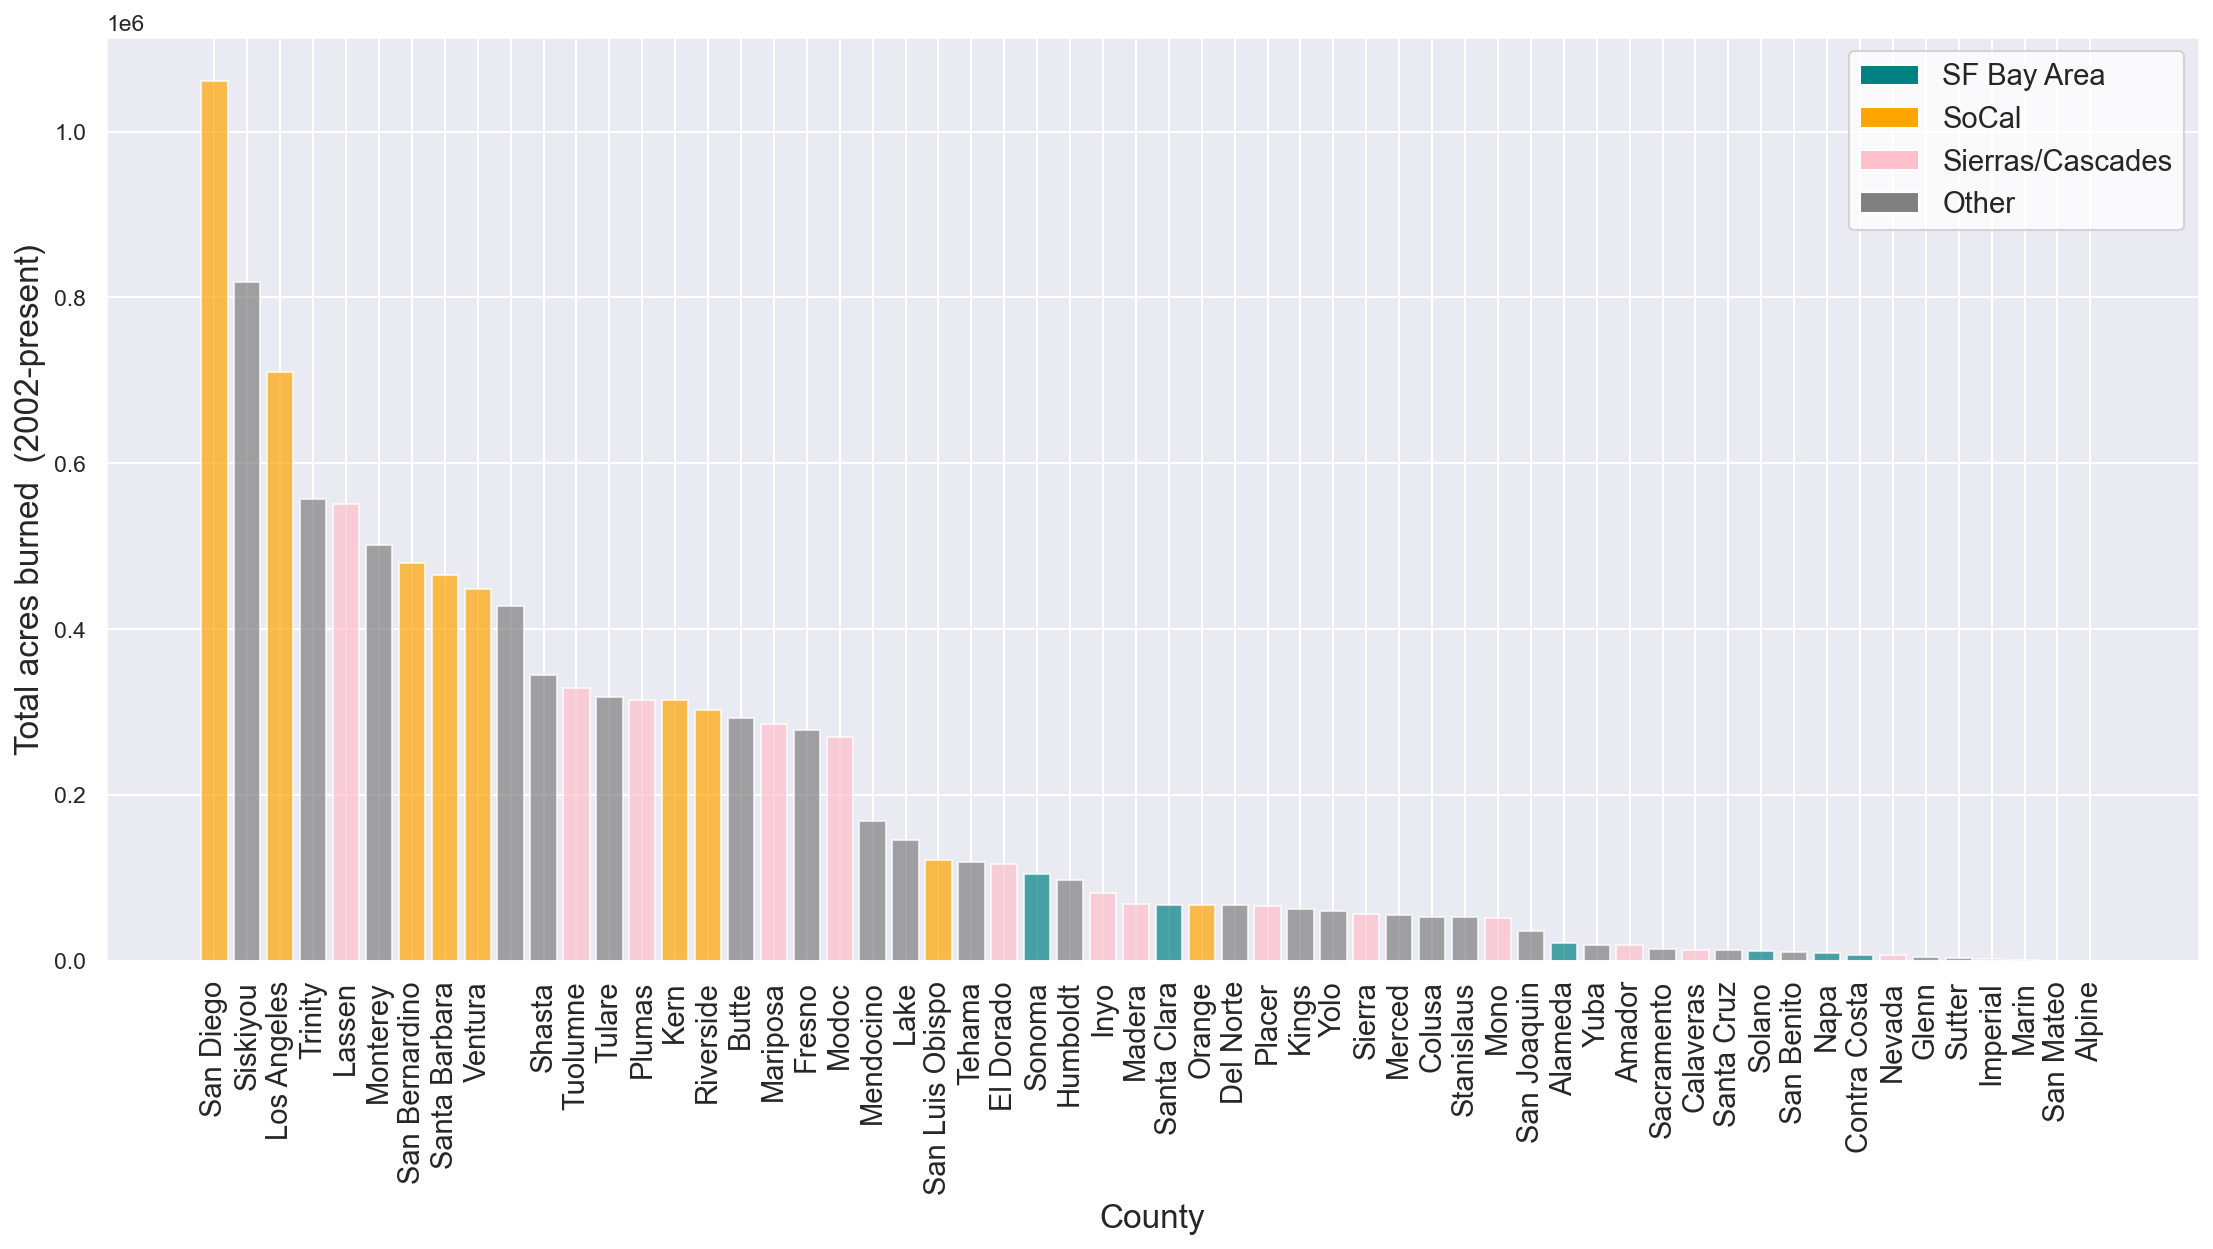 1e6
SF Bay Area
SoCal
Sierras/Cascades
Other
1.0
0.8
0.6
0.4
0.2
0.0
Total acres burned  (2002-present)
San Diego
Siskiyou
Los Angeles
Trinity
Lassen
Monterey
San Bernardino
Santa Barbara
Ventura
Shasta
Tuolumne
Tulare
Plumas
Kern
Riverside
Butte
Mariposa
Fresno
Modoc
Mendocino
Lake
San Luis Obispo
Tehama
El Dorado
Sonoma
Humboldt
Inyo
Madera
Santa Clara
Orange
Del Norte
Placer
Kings
Yolo
Sierra
Merced
Colusa
Stanislaus
Mono
San Joaquin
Alameda
Yuba
Amador
Sacramento
Calaveras
Santa Cruz
Solano
San Benito
Napa
Contra Costa
Nevada
Glenn
Sutter
Imperial
Marin
San Mateo
Alpine
County